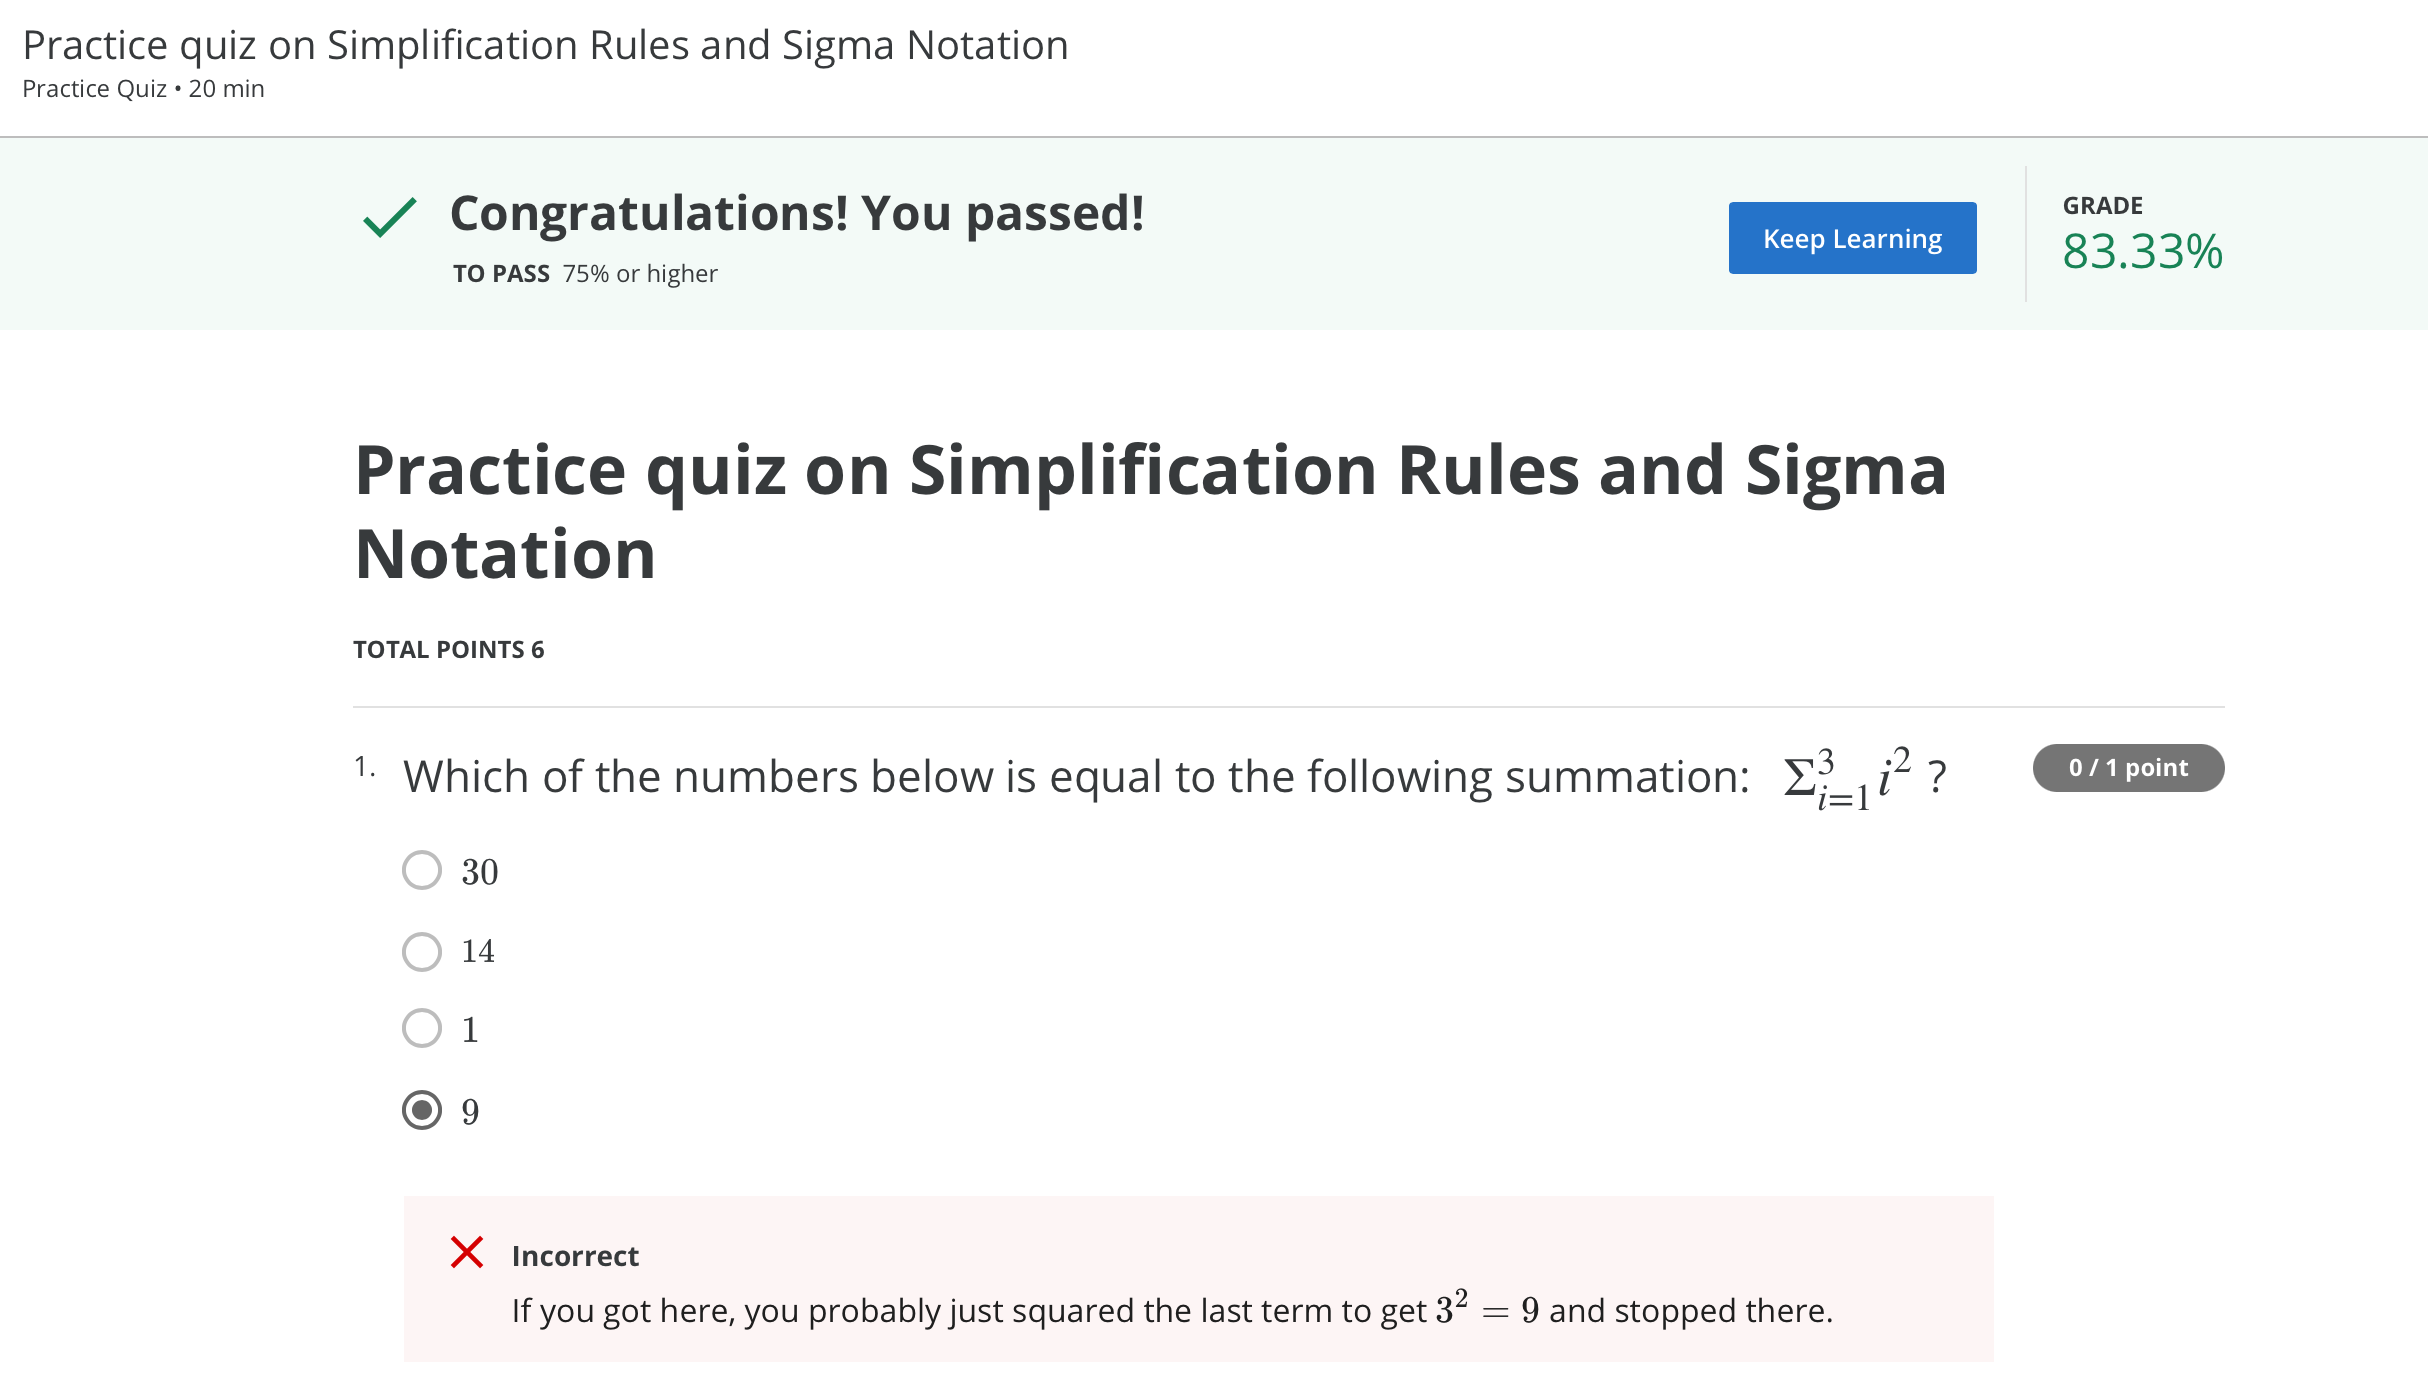 Practice quiz on Simplification Rules and Sigma Notation
Practice Quiz • 20 min
Congratulations! You passed!
TO PASS 75% or higher
Keep Learning
GRADE
83.33%
Practice quiz on Simplification Rules and Sigma
Notation
TOTAL POINTS 6
1. Which of the numbers below is equal to the following summation: $\Sigma_{i=1}^{3} i^2$ ?
0 / 1 point
30
14
1
9
Incorrect
If you got here, you probably just squared the last term to get $3^2 = 9$ and stopped there.